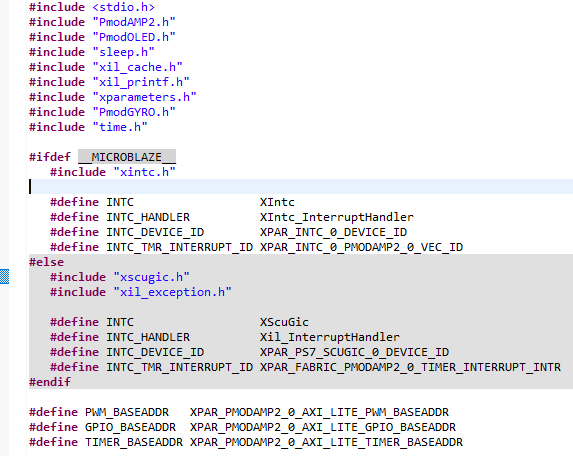 #include <stdio.h>
#include "PmodAMP2.h"
#include "PmodOLED.h"
#include "sleep.h"
#include "xil_cache.h"
#include "xil_printf.h"
#include "xparameters.h"
#include "PmodGYRO.h"
#include "time.h"
#ifdef __MICROBLAZE__
#include "xintc.h"
#define INTC XIntc
#define INTC_HANDLER XIntc_InterruptHandler
#define INTC_DEVICE_ID XPAR_INTC_0_DEVICE_ID
#define INTC_TMR_INTERRUPT_ID XPAR_INTC_0_PMODAMP2_0_VEC_ID
#else
#include "xscugic.h"
#include "xil_exception.h"
#define INTC XScuGic
#define INTC_HANDLER Xil_InterruptHandler
#define INTC_DEVICE_ID XPAR_PS7_SCUGIC_0_DEVICE_ID
#define INTC_TMR_INTERRUPT_ID XPAR_FABRIC_PMODAMP2_0_TIMER_INTERRUPT_INTR
#endif
#define PWM_BASEADDR XPAR_PMODAMP2_0_AXI_LITE_PWM_BASEADDR
#define GPIO_BASEADDR XPAR_PMODAMP2_0_AXI_LITE_GPIO_BASEADDR
#define TIMER_BASEADDR XPAR_PMODAMP2_0_AXI_LITE_TIMER_BASEADDR